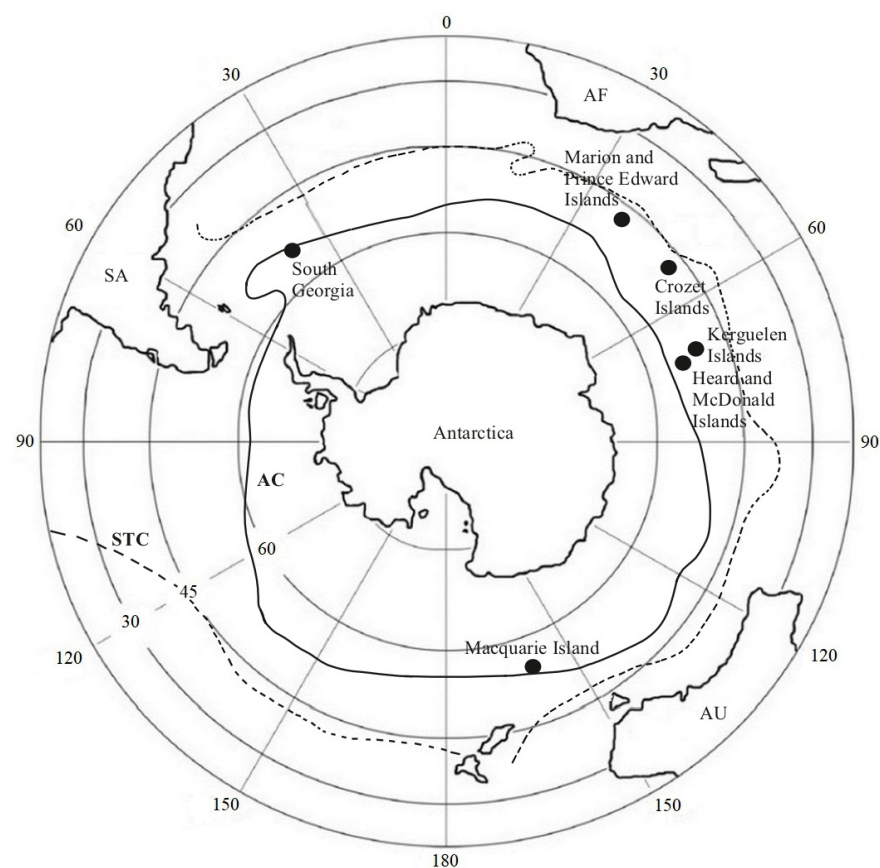 0
30
30
AF
Marion and
Prince Edward
Islands
60
60
SA
South
Georgia
Crozet
Islands
Kerguelen
Islands
Heard and
McDonald
Islands
Antarctica
90
90
AC
STC
60
45
30
Macquarie Island
120
120
AU
150
150
180